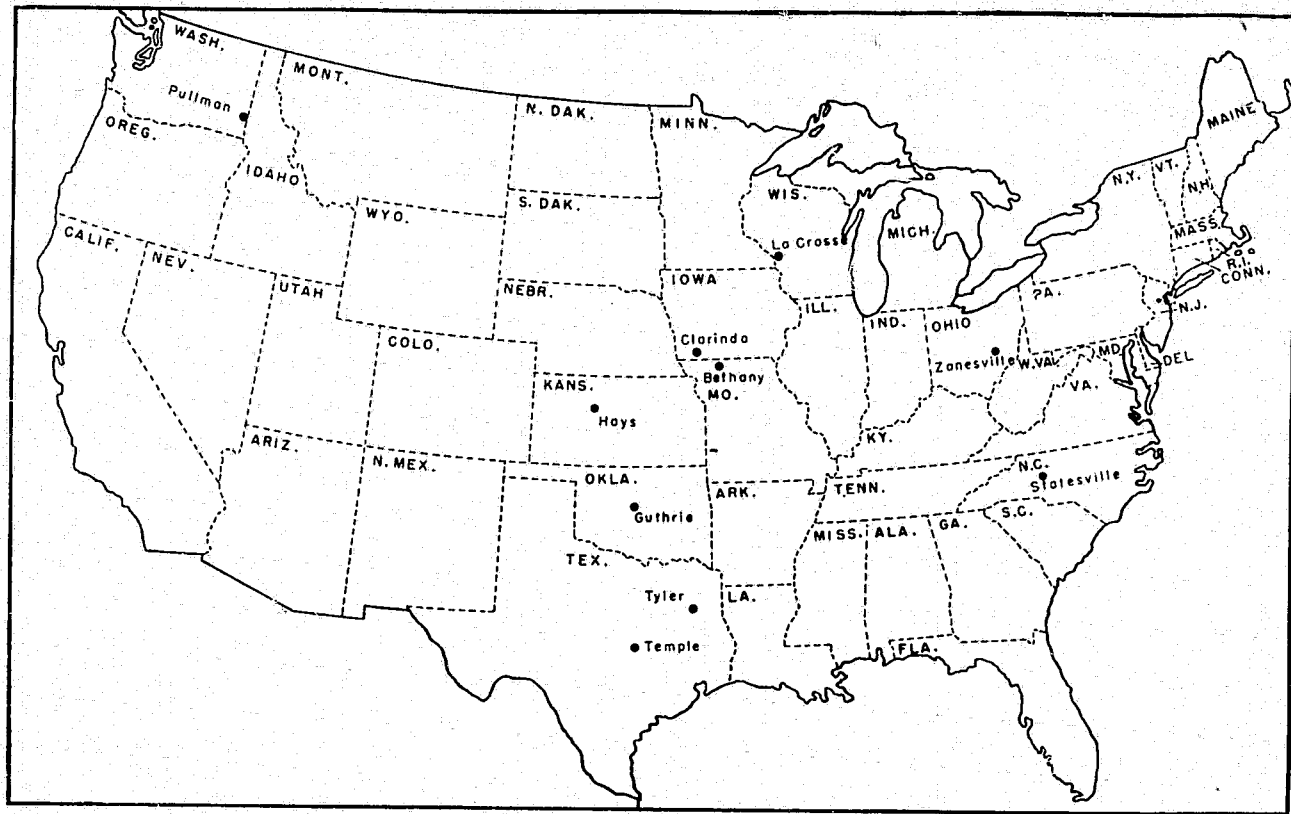 WASH.
MONT.
Pullman
N. DAK.
MINN.
MAINE
OREG.
IDAHO
N.Y.
VT.
N.H.
WIS.
S. DAK.
WYO.
MICH.
MASS.
CALIF.
La Crosse
R.I.
CONN.
NEV.
UTAH
NEBR.
IOWA
ILL.
IND.
OHIO
PA.
N.J.
COLO.
Clarinda
Zanesville
W.VA.
MD.
DEL
Bethany
MO.
KANS.
VA.
Hays
KY.
ARIZ.
N. MEX.
OKLA.
ARK.
TENN.
N.C.
Statesville
Guthrie
S.C.
MISS.
ALA.
GA.
TEX.
Tyler
LA.
Temple
FLA.